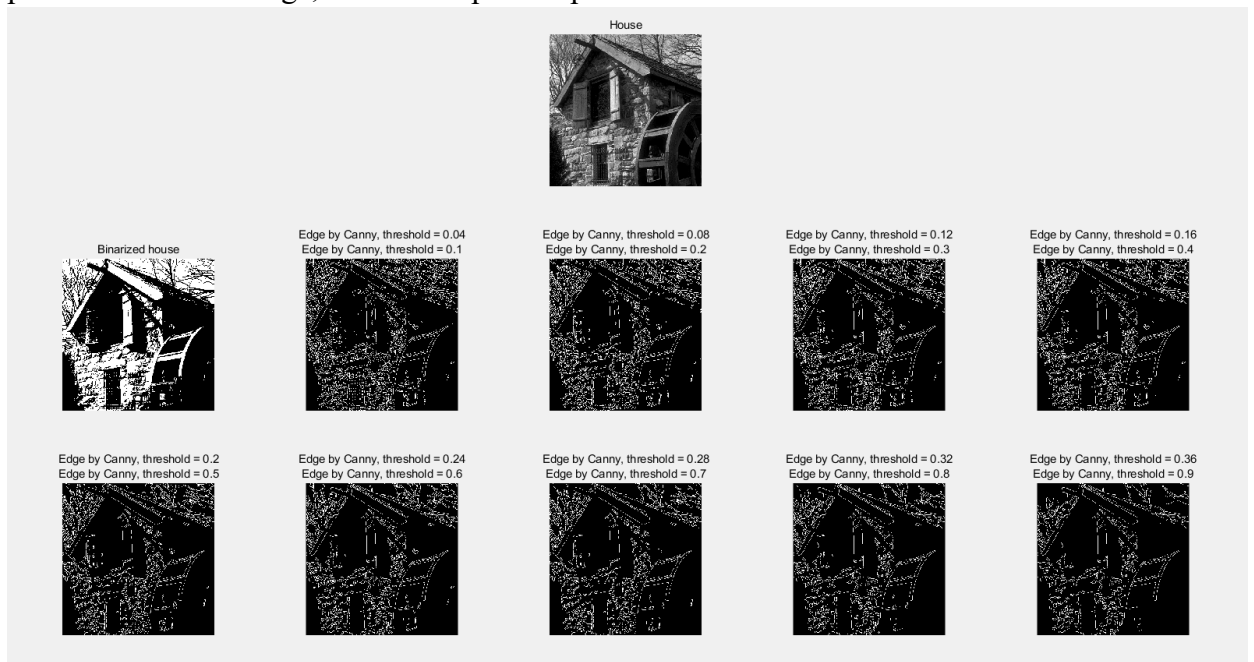 House
Binarized house
Edge by Canny, threshold = 0.04
Edge by Canny, threshold = 0.1
Edge by Canny, threshold = 0.08
Edge by Canny, threshold = 0.2
Edge by Canny, threshold = 0.12
Edge by Canny, threshold = 0.3
Edge by Canny, threshold = 0.16
Edge by Canny, threshold = 0.4
Edge by Canny, threshold = 0.2
Edge by Canny, threshold = 0.5
Edge by Canny, threshold = 0.24
Edge by Canny, threshold = 0.6
Edge by Canny, threshold = 0.28
Edge by Canny, threshold = 0.7
Edge by Canny, threshold = 0.32
Edge by Canny, threshold = 0.8
Edge by Canny, threshold = 0.36
Edge by Canny, threshold = 0.9